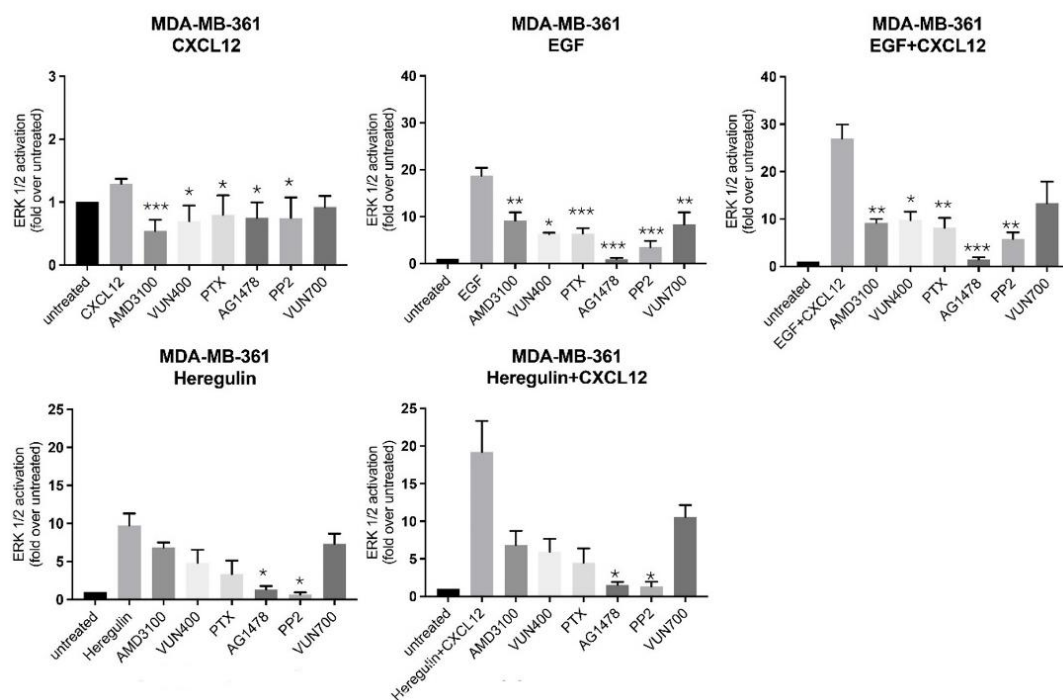 MDA-MB-361
CXCL12
ERK 1/2 activation
(fold over untreated)
3
2
1
0
***
*
*
*
*
untreated
CXCL12
AMD3100
VUN400
PTX
AG1478
PP2
VUN700
MDA-MB-361
EGF
ERK 1/2 activation
(fold over untreated)
40
30
20
10
0
**
*
***
***
***
**
untreated
EGF
AMD3100
VUN400
PTX
AG1478
PP2
VUN700
MDA-MB-361
EGF+CXCL12
ERK 1/2 activation
(fold over untreated)
40
30
20
10
0
**
*
**
***
**
untreated
EGF+CXCL12
AMD3100
VUN400
PTX
AG1478
PP2
VUN700
MDA-MB-361
Heregulin
ERK 1/2 activation
(fold over untreated)
25
20
15
10
5
0
*
*
untreated
Heregulin
AMD3100
VUN400
PTX
AG1478
PP2
VUN700
MDA-MB-361
Heregulin+CXCL12
ERK 1/2 activation
(fold over untreated)
25
20
15
10
5
0
*
*
untreated
Heregulin+CXCL12
AMD3100
VUN400
PTX
AG1478
PP2
VUN700